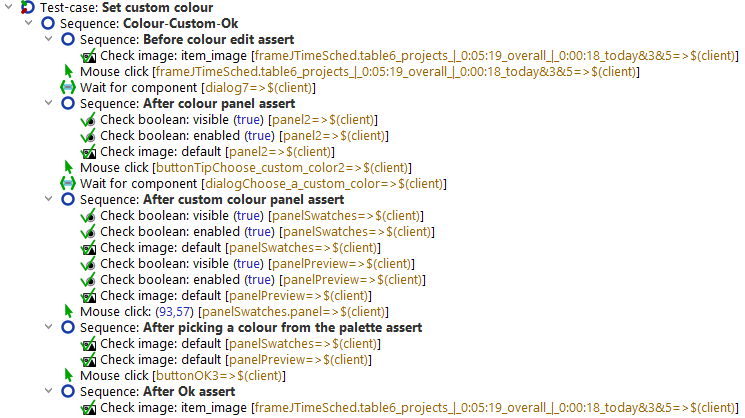 Test-case: Set custom colour
Sequence: Colour-Custom-Ok
Sequence: Before colour edit assert
Check image: item_image [frameJTimeSched.table6_projects_|_0:05:19_overall_|_0:00:18_today&3&5=>$(client)]
Mouse click [frameJTimeSched.table6_projects_|_0:05:19_overall_|_0:00:18_today&3&5=>$(client)]
Wait for component [dialog7=>$(client)]
Sequence: After colour panel assert
Check boolean: visible (true) [panel2=>$(client)]
Check boolean: enabled (true) [panel2=>$(client)]
Check image: default [panel2=>$(client)]
Mouse click [buttonTipChoose_custom_color2=>$(client)]
Wait for component [dialogChoose_a_custom_color=>$(client)]
Sequence: After custom colour panel assert
Check boolean: visible (true) [panelSwatches=>$(client)]
Check boolean: enabled (true) [panelSwatches=>$(client)]
Check image: default [panelSwatches=>$(client)]
Check boolean: visible (true) [panelPreview=>$(client)]
Check boolean: enabled (true) [panelPreview=>$(client)]
Check image: default [panelPreview=>$(client)]
Mouse click: (93,57) [panelSwatches.panel=>$(client)]
Sequence: After picking a colour from the palette assert
Check image: default [panelSwatches=>$(client)]
Check image: default [panelPreview=>$(client)]
Mouse click [buttonOK3=>$(client)]
Sequence: After Ok assert
Check image: item_image [frameJTimeSched.table6_projects_|_0:05:19_overall_|_0:00:18_today&3&5=>$(client)]